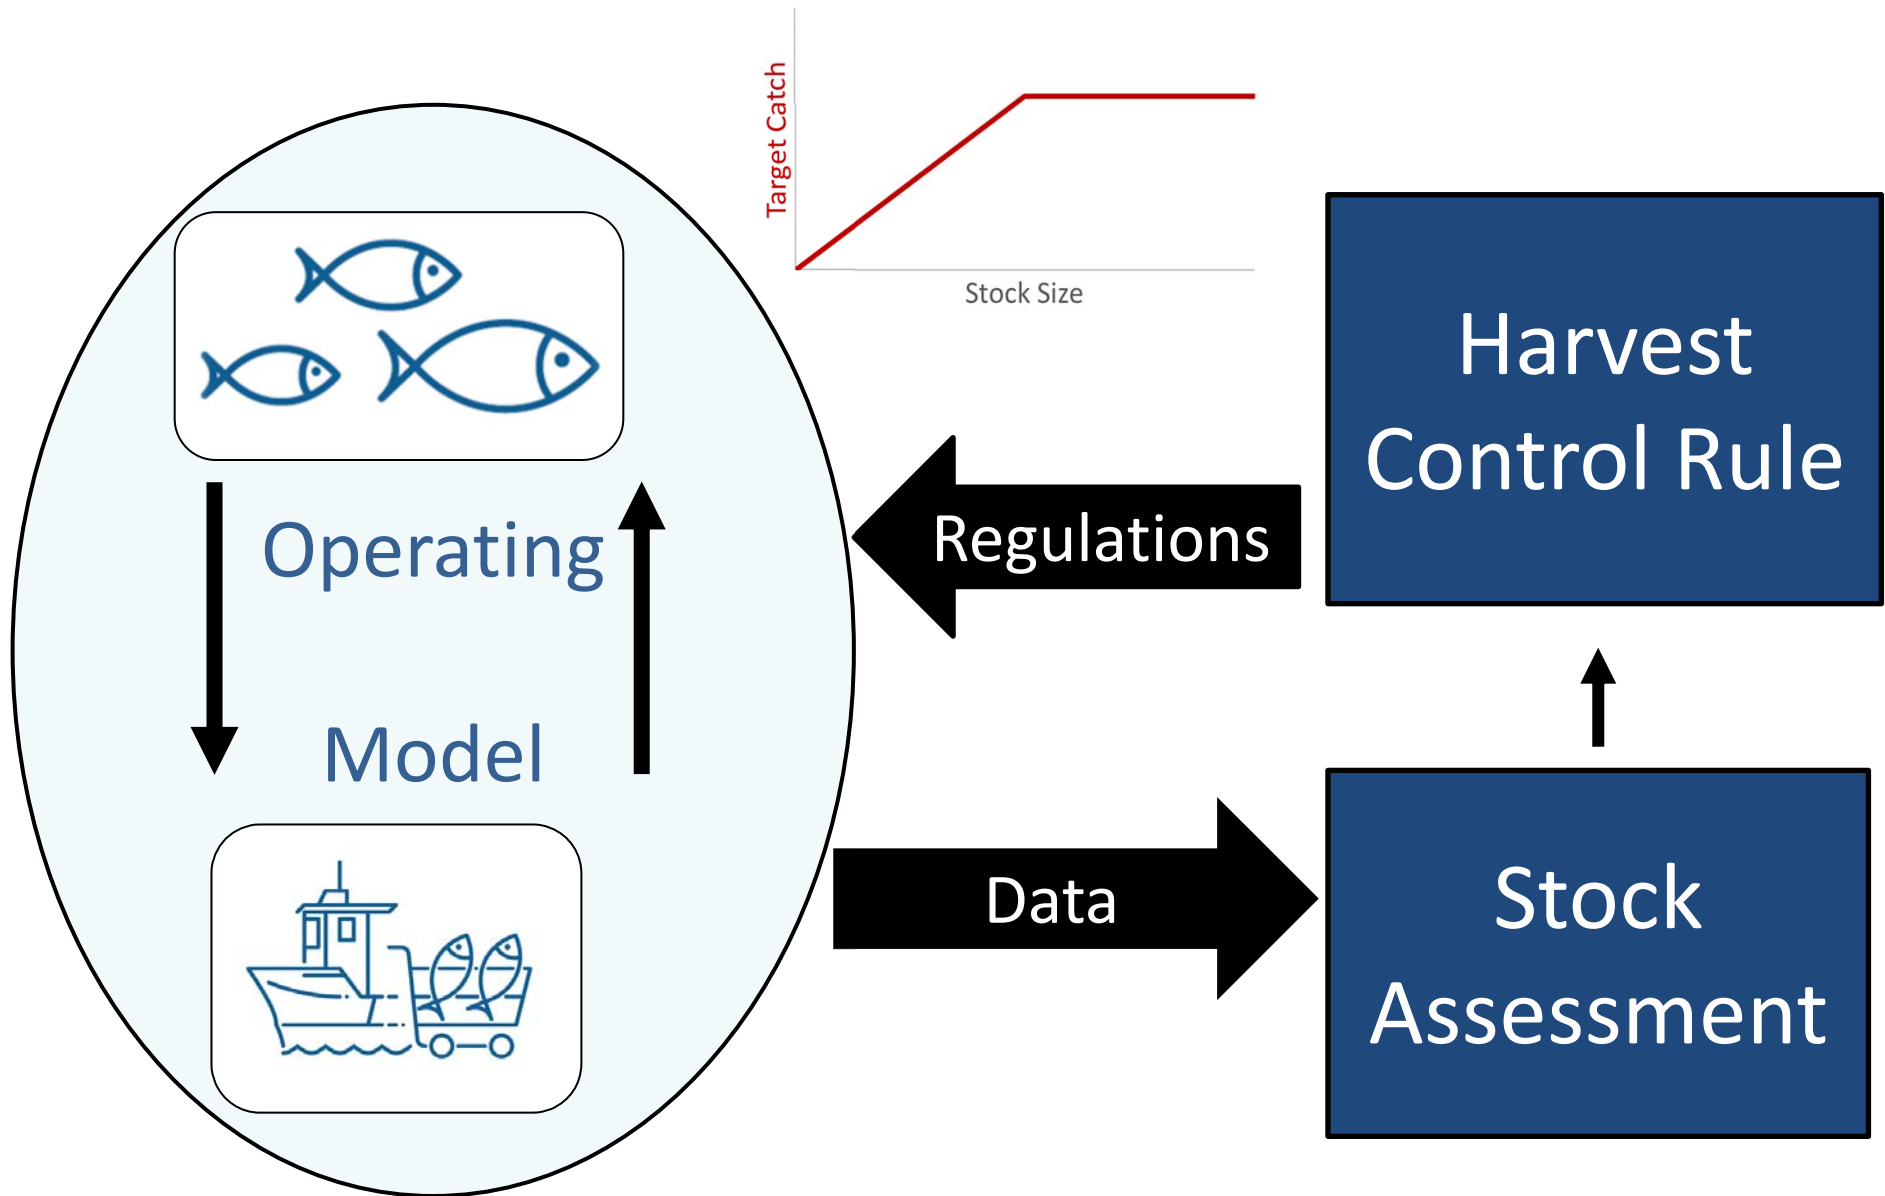 Target Catch
Stock Size
Harvest
Control Rule
Operating
Regulations
Model
Data
Stock
Assessment